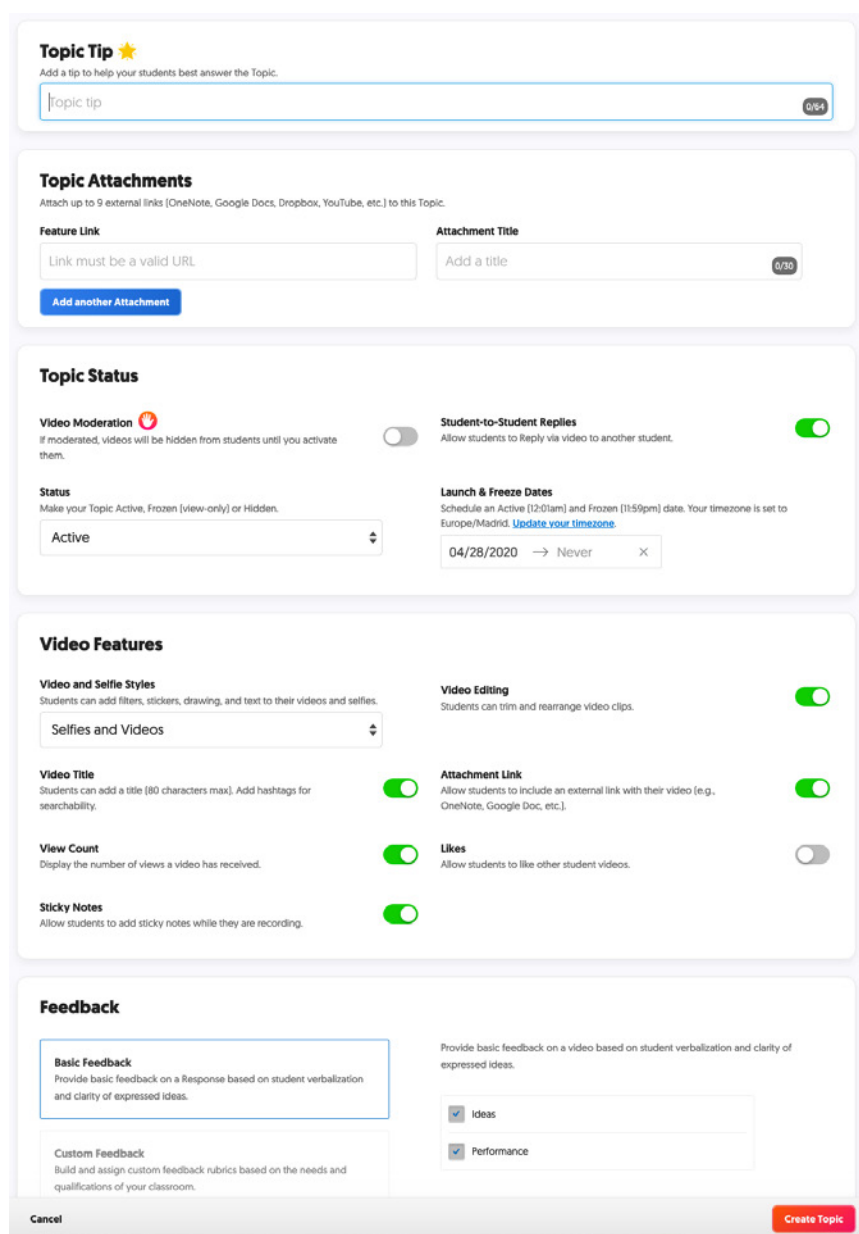 Topic Tip
Add a tip to help your students best answer the Topic.
Topic tip
0/64
Topic Attachments
Attach up to 9 external links (OneNote, Google Docs, Dropbox, YouTube, etc.) to this Topic.
Feature Link
Attachment Title
Link must be a valid URL
Add a title
0/30
Add another Attachment
Topic Status
Video Moderation
If moderated, videos will be hidden from students until you activate
them.
Student-to-Student Replies
Allow students to Reply via video to another student.
Status
Make your Topic Active, Frozen (view-only) or Hidden.
Active
Launch & Freeze Dates
Schedule an Active (12:01am) and Frozen (11:59pm) date. Your timezone is set to
Europe/Madrid. Update your timezone.
04/28/2020 → Never ×
Video Features
Video and Selfie Styles
Students can add filters, stickers, drawing, and text to their videos and selfies.
Selfies and Videos
Video Editing
Students can trim and rearrange video clips.
Video Title
Students can add a title (80 characters max). Add hashtags for
searchability.
Attachment Link
Allow students to include an external link with their video (e.g.,
OneNote, Google Doc, etc.).
View Count
Display the number of views a video has received.
Likes
Allow students to like other student videos.
Sticky Notes
Allow students to add sticky notes while they are recording.
Feedback
Basic Feedback
Provide basic feedback on a Response based on student verbalization
and clarity of expressed ideas.
Provide basic feedback on a video based on student verbalization and clarity of
expressed ideas.
Ideas
Performance
Custom Feedback
Build and assign custom feedback rubrics based on the needs and
qualifications of your classroom.
Cancel
Create Topic